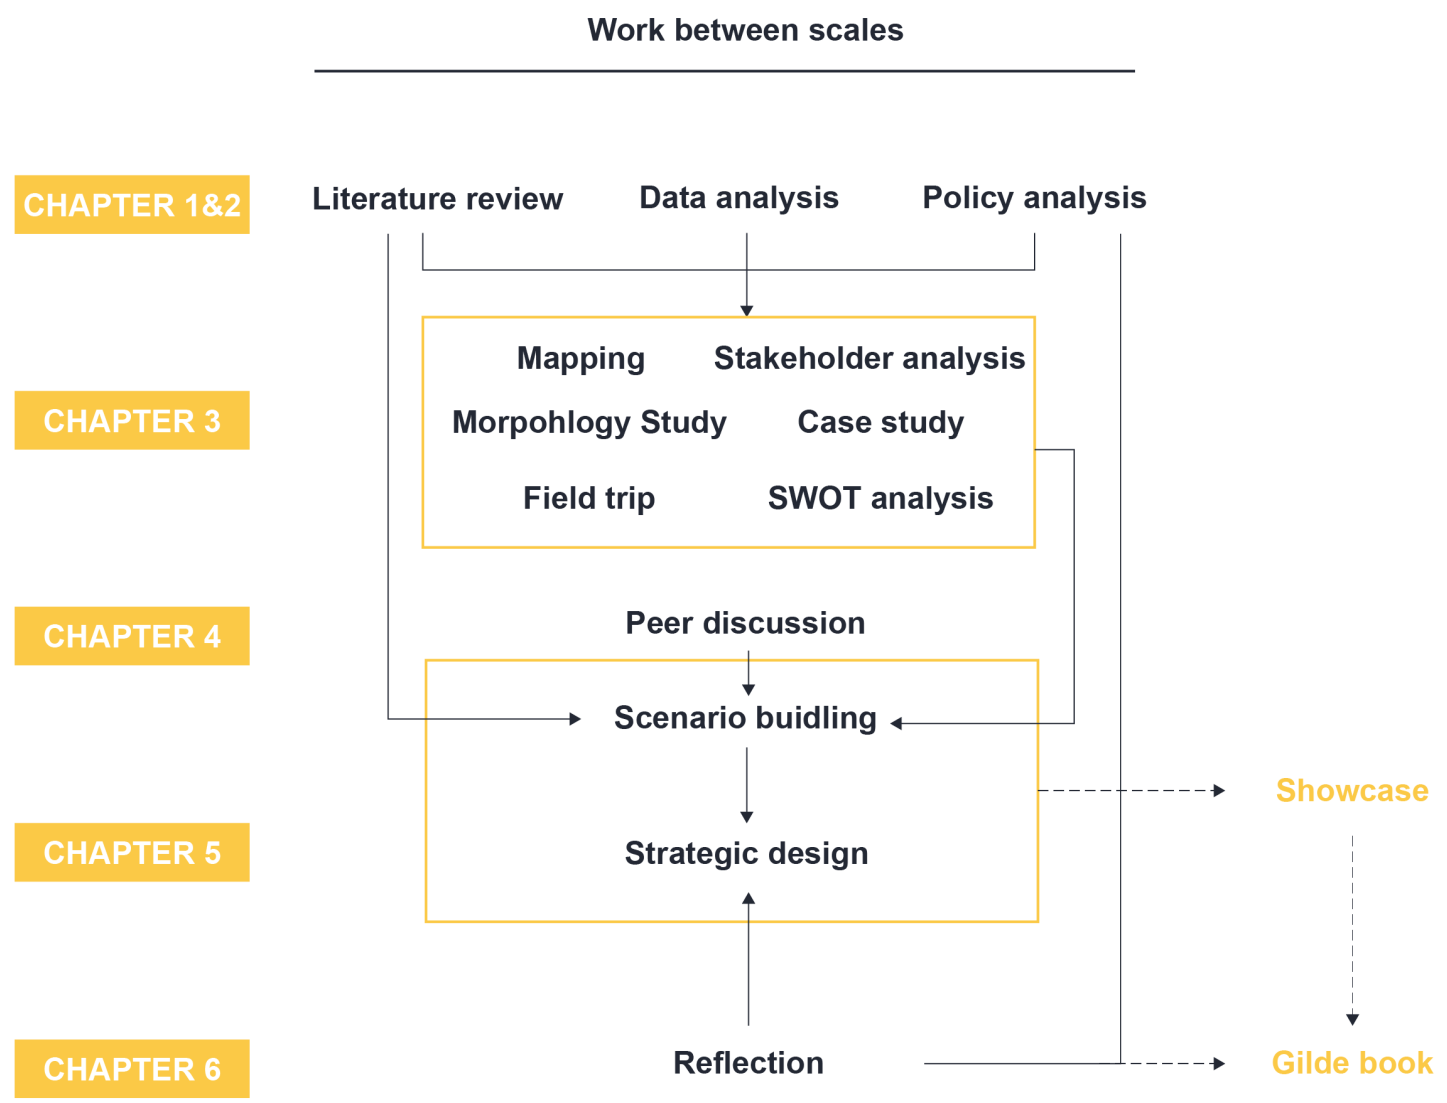 Work between scales
CHAPTER 1&2
Literature review
Data analysis
Policy analysis
CHAPTER 3
Mapping
Stakeholder analysis
Morpohlogy Study
Case study
Field trip
SWOT analysis
CHAPTER 4
Peer discussion
Scenario buidling
Showcase
CHAPTER 5
Strategic design
CHAPTER 6
Reflection
Gilde book